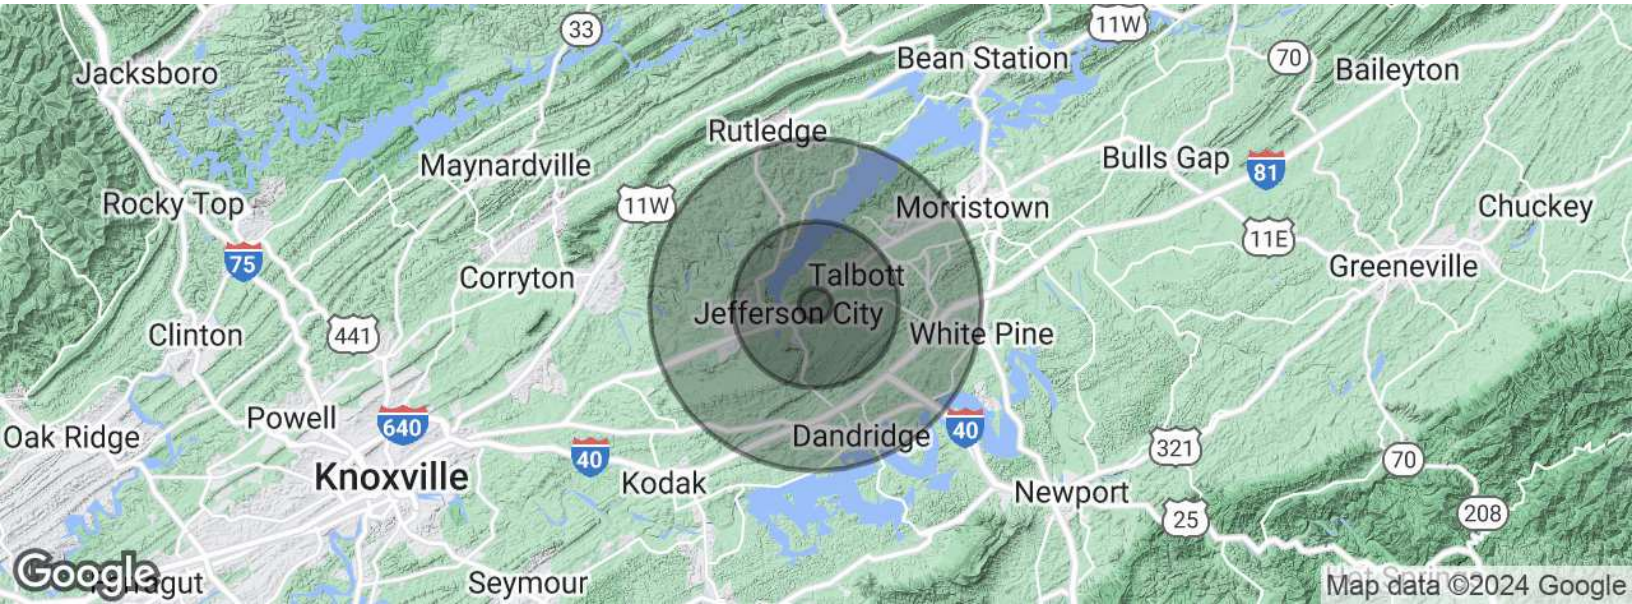 33
11W
70
Jacksboro
Bean Station
Baileyton
Rutledge
Maynardville
Bulls Gap
81
Rocky Top
11W
Morristown
Chuckey
11E
75
Corryton
Talbott
Greeneville
Jefferson City
Clinton
441
White Pine
Powell
640
Oak Ridge
40
Dandridge
40
321
70
Knoxville
Kodak
Newport
25
208
Google
Seymour
Map data ©2024 Google